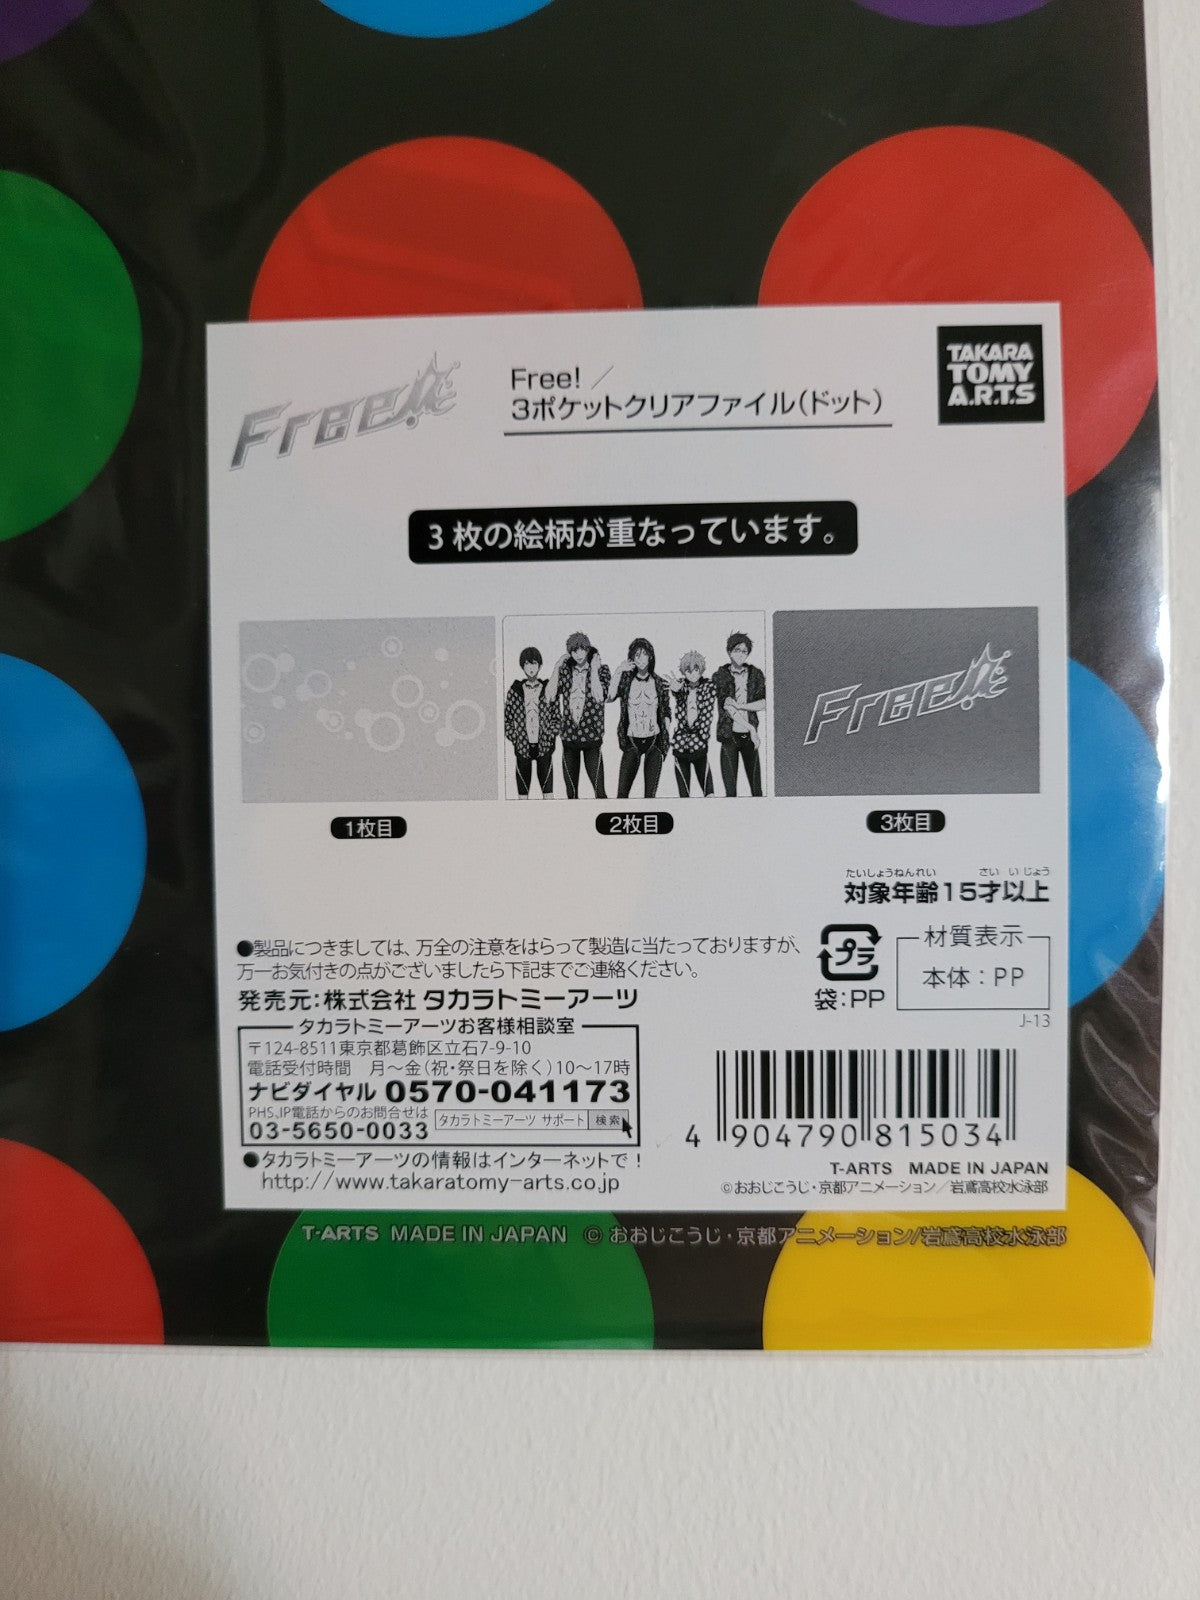 Free!
Free! ／
3ポケットクリアファイル(ドット)
TAKARA
TOMY
A.R.T.S
3枚の絵柄が重なっています。
Free!
1枚目
2枚目
3枚目
たいしょうねんれい さい いじょう
対象年齢15才以上
●製品につきましては、万全の注意をはらって製造に当たっておりますが、
万一お気付きの点がございましたら下記までご連絡ください。
発売元:株式会社 タカラトミーアーツ
タカラトミーアーツお客様相談室
〒124-8511東京都葛飾区立石7-9-10
電話受付時間 月〜金(祝・祭日を除く)10〜17時
ナビダイヤル 0570-041173
PHS、IP電話からのお問合せは
03-5650-0033
タカラトミーアーツ サポート 検索
●タカラトミーアーツの情報はインターネットで!
http://www.takaratomy-arts.co.jp
プラ
袋:PP
材質表示
本体:PP
J-13
4 904790 815034
T-ARTS MADE IN JAPAN
©おおじこうじ・京都アニメーション／岩鳶高校水泳部
T-ARTS MADE IN JAPAN © おおじこうじ・京都アニメーション/岩鳶高校水泳部